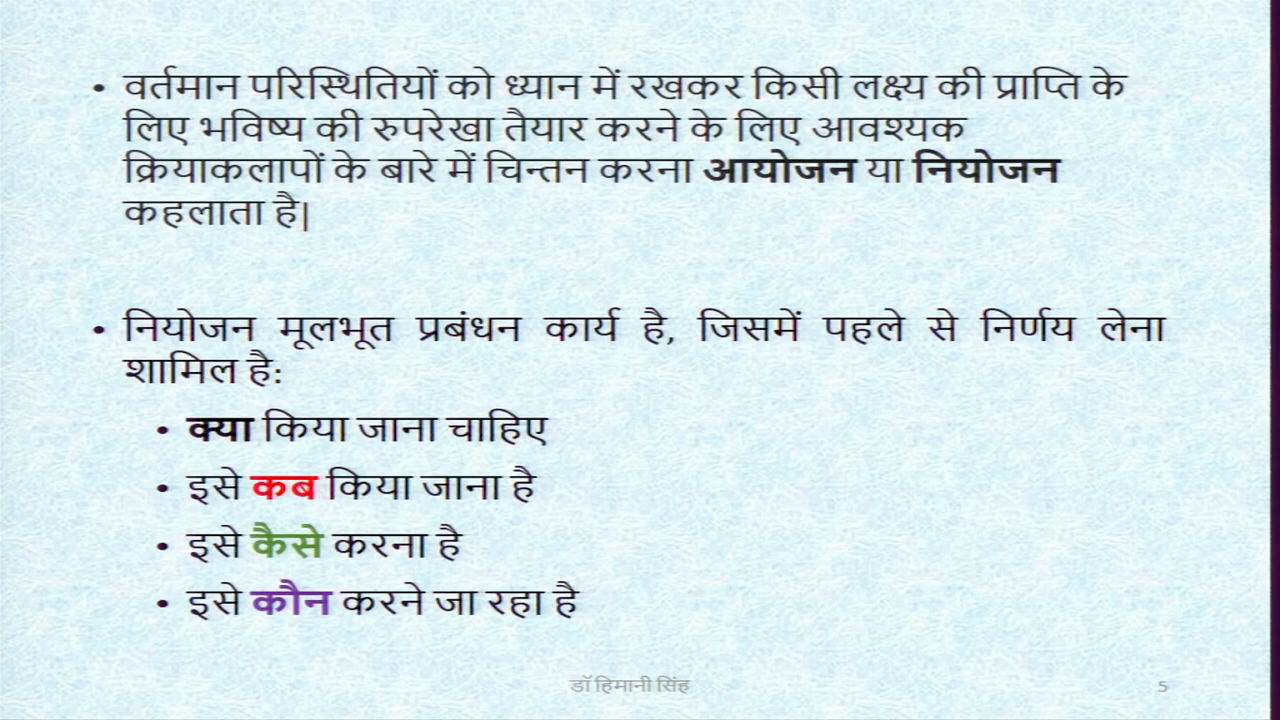 • वर्तमान परिस्थितियों को ध्यान में रखकर किसी लक्ष्य की प्राप्ति के
लिए भविष्य की रुपरेखा तैयार करने के लिए आवश्यक
क्रियाकलापों के बारे में चिन्तन करना आयोजन या नियोजन
कहलाता है|
• नियोजन मूलभूत प्रबंधन कार्य है, जिसमें पहले से निर्णय लेना
शामिल है:
• क्या किया जाना चाहिए
• इसे कब किया जाना है
• इसे कैसे करना है
• इसे कौन करने जा रहा है
डॉ हिमानी सिंह 5